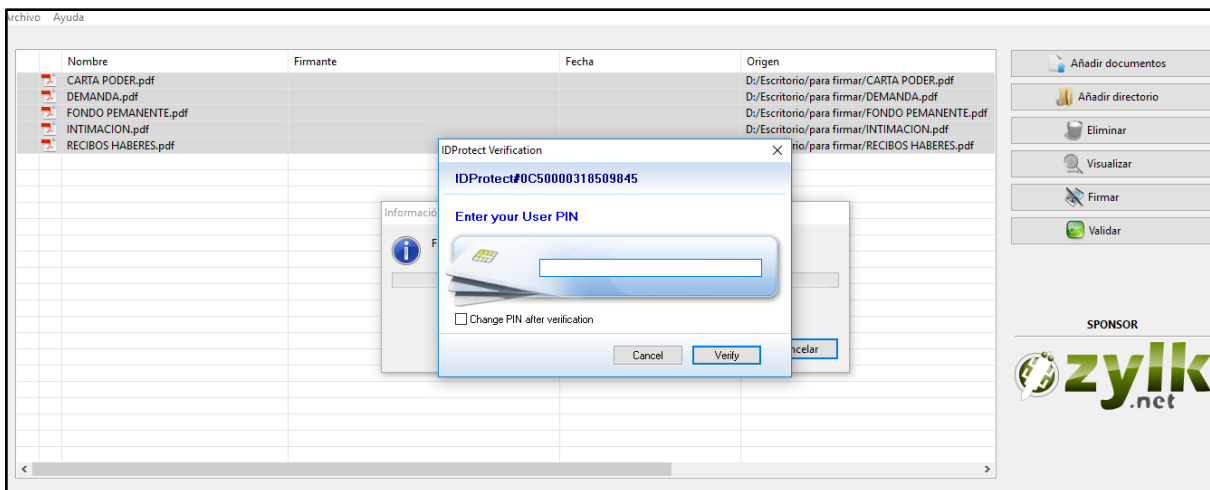 Archivo Ayuda
Nombre Firmante Fecha Origen
CARTA PODER.pdf D:/Escritorio/para firmar/CARTA PODER.pdf
DEMANDA.pdf D:/Escritorio/para firmar/DEMANDA.pdf
FONDO PEMANENTE.pdf D:/Escritorio/para firmar/FONDO PEMANENTE.pdf
INTIMACION.pdf D:/Escritorio/para firmar/INTIMACION.pdf
RECIBOS HABERES.pdf rio/para firmar/RECIBOS HABERES.pdf
Informació
F
ncelar
IDProtect Verification
IDProtect#0C50000318509845
Enter your User PIN
Change PIN after verification
Cancel Verify
Añadir documentos
Añadir directorio
Eliminar
Visualizar
Firmar
Validar
SPONSOR
zylk
.net